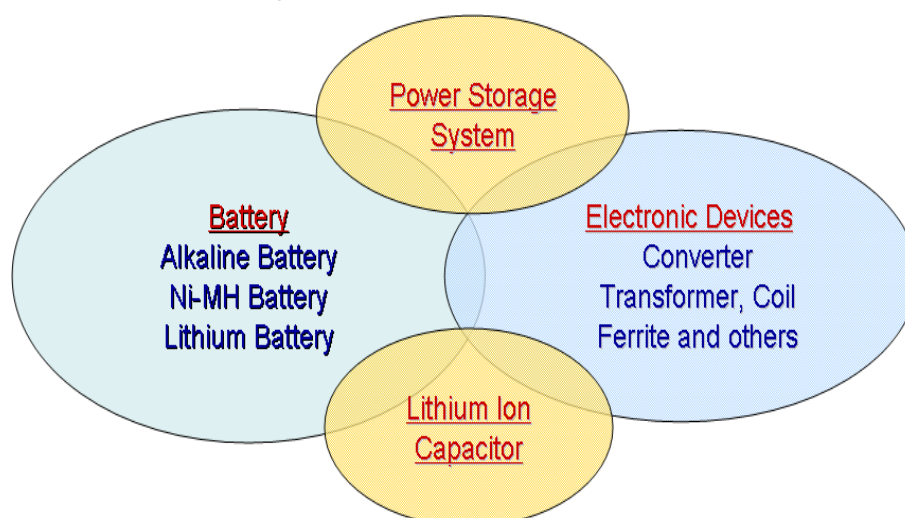 Power Storage
System
Battery
Alkaline Battery
Ni-MH Battery
Lithium Battery
Electronic Devices
Converter
Transformer, Coil
Ferrite and others
Lithium Ion
Capacitor